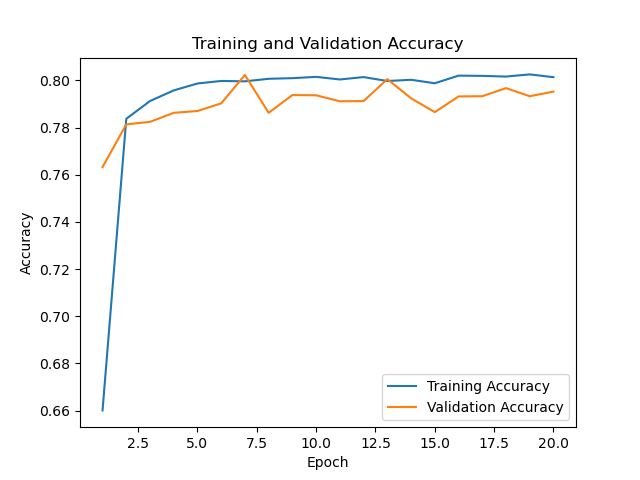 Training and Validation Accuracy
0.80
0.78
0.76
0.74
0.72
0.70
0.68
0.66
Accuracy
Training Accuracy
Validation Accuracy
2.5 5.0 7.5 10.0 12.5 15.0 17.5 20.0
Epoch